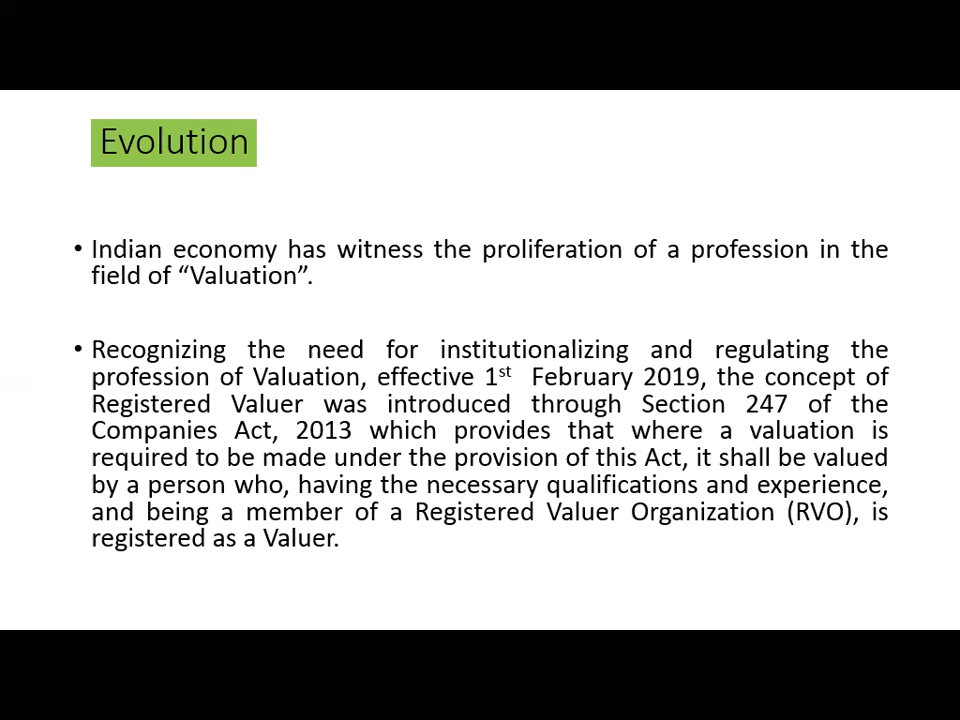 Evolution
• Indian economy has witness the proliferation of a profession in the
field of “Valuation”.
• Recognizing the need for institutionalizing and regulating the
profession of Valuation, effective 1st February 2019, the concept of
Registered Valuer was introduced through Section 247 of the
Companies Act, 2013 which provides that where a valuation is
required to be made under the provision of this Act, it shall be valued
by a person who, having the necessary qualifications and experience,
and being a member of a Registered Valuer Organization (RVO), is
registered as a Valuer.